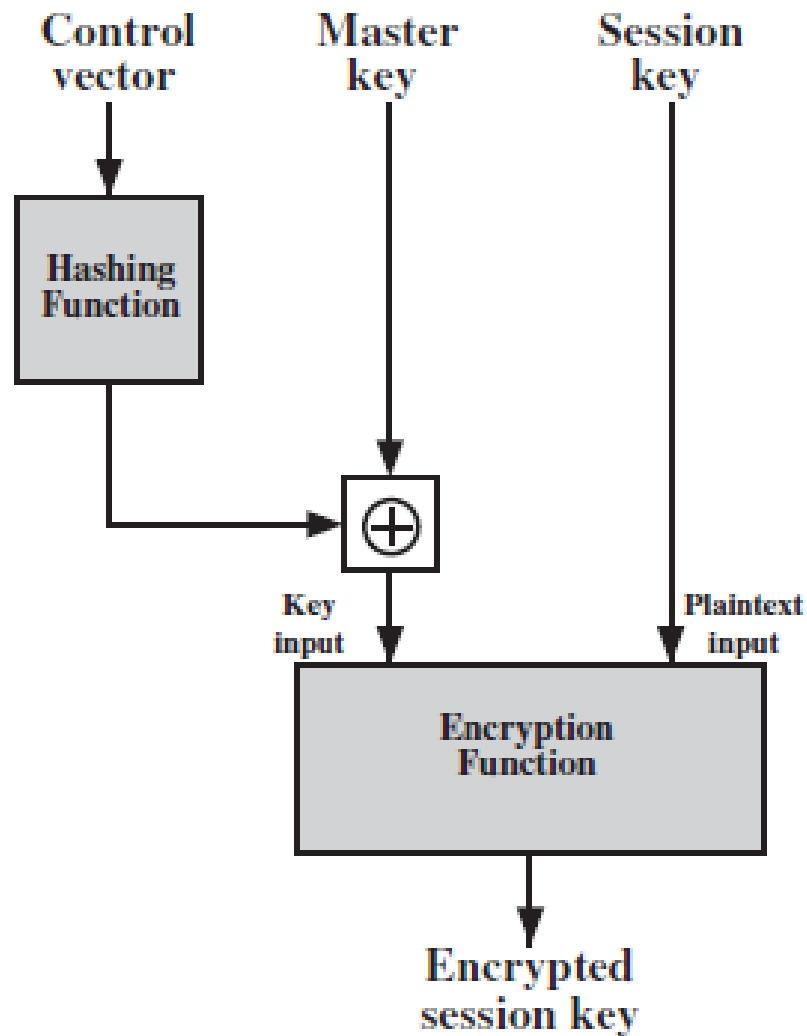 Control
vector
Master
key
Session
key
Hashing
Function
Key
input
Plaintext
input
Encryption
Function
Encrypted
session key